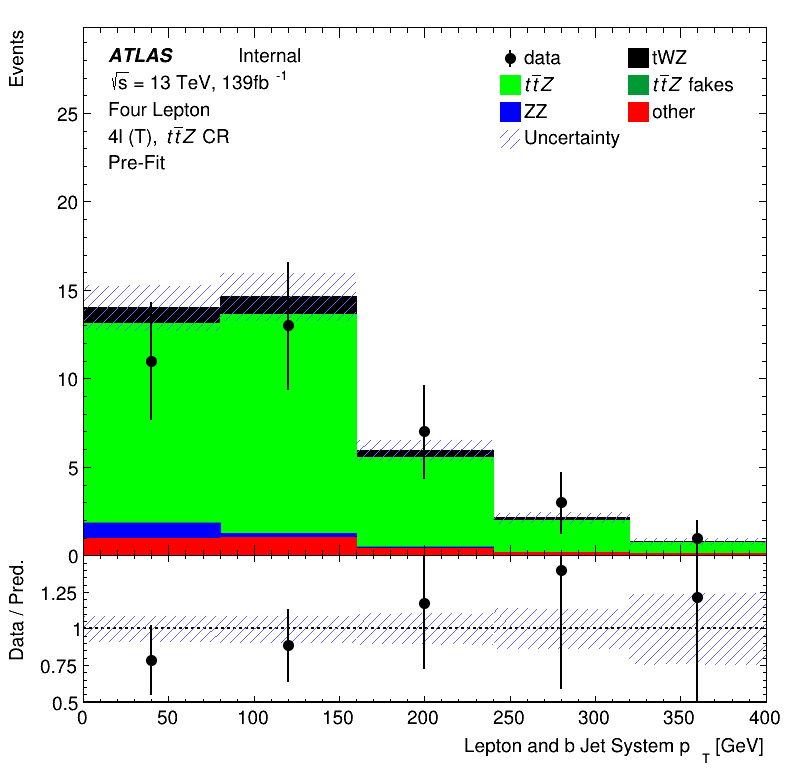 Events
ATLAS Internal
√s = 13 TeV, 139fb -1
Four Lepton
4l (T), tt̄Z CR
Pre-Fit
data
tt̄Z
ZZ
Uncertainty
tWZ
tt̄Z fakes
other
25
20
15
10
5
0
Data / Pred.
1.25
1
0.75
0.5
0 50 100 150 200 250 300 350 400
Lepton and b Jet System p T [GeV]